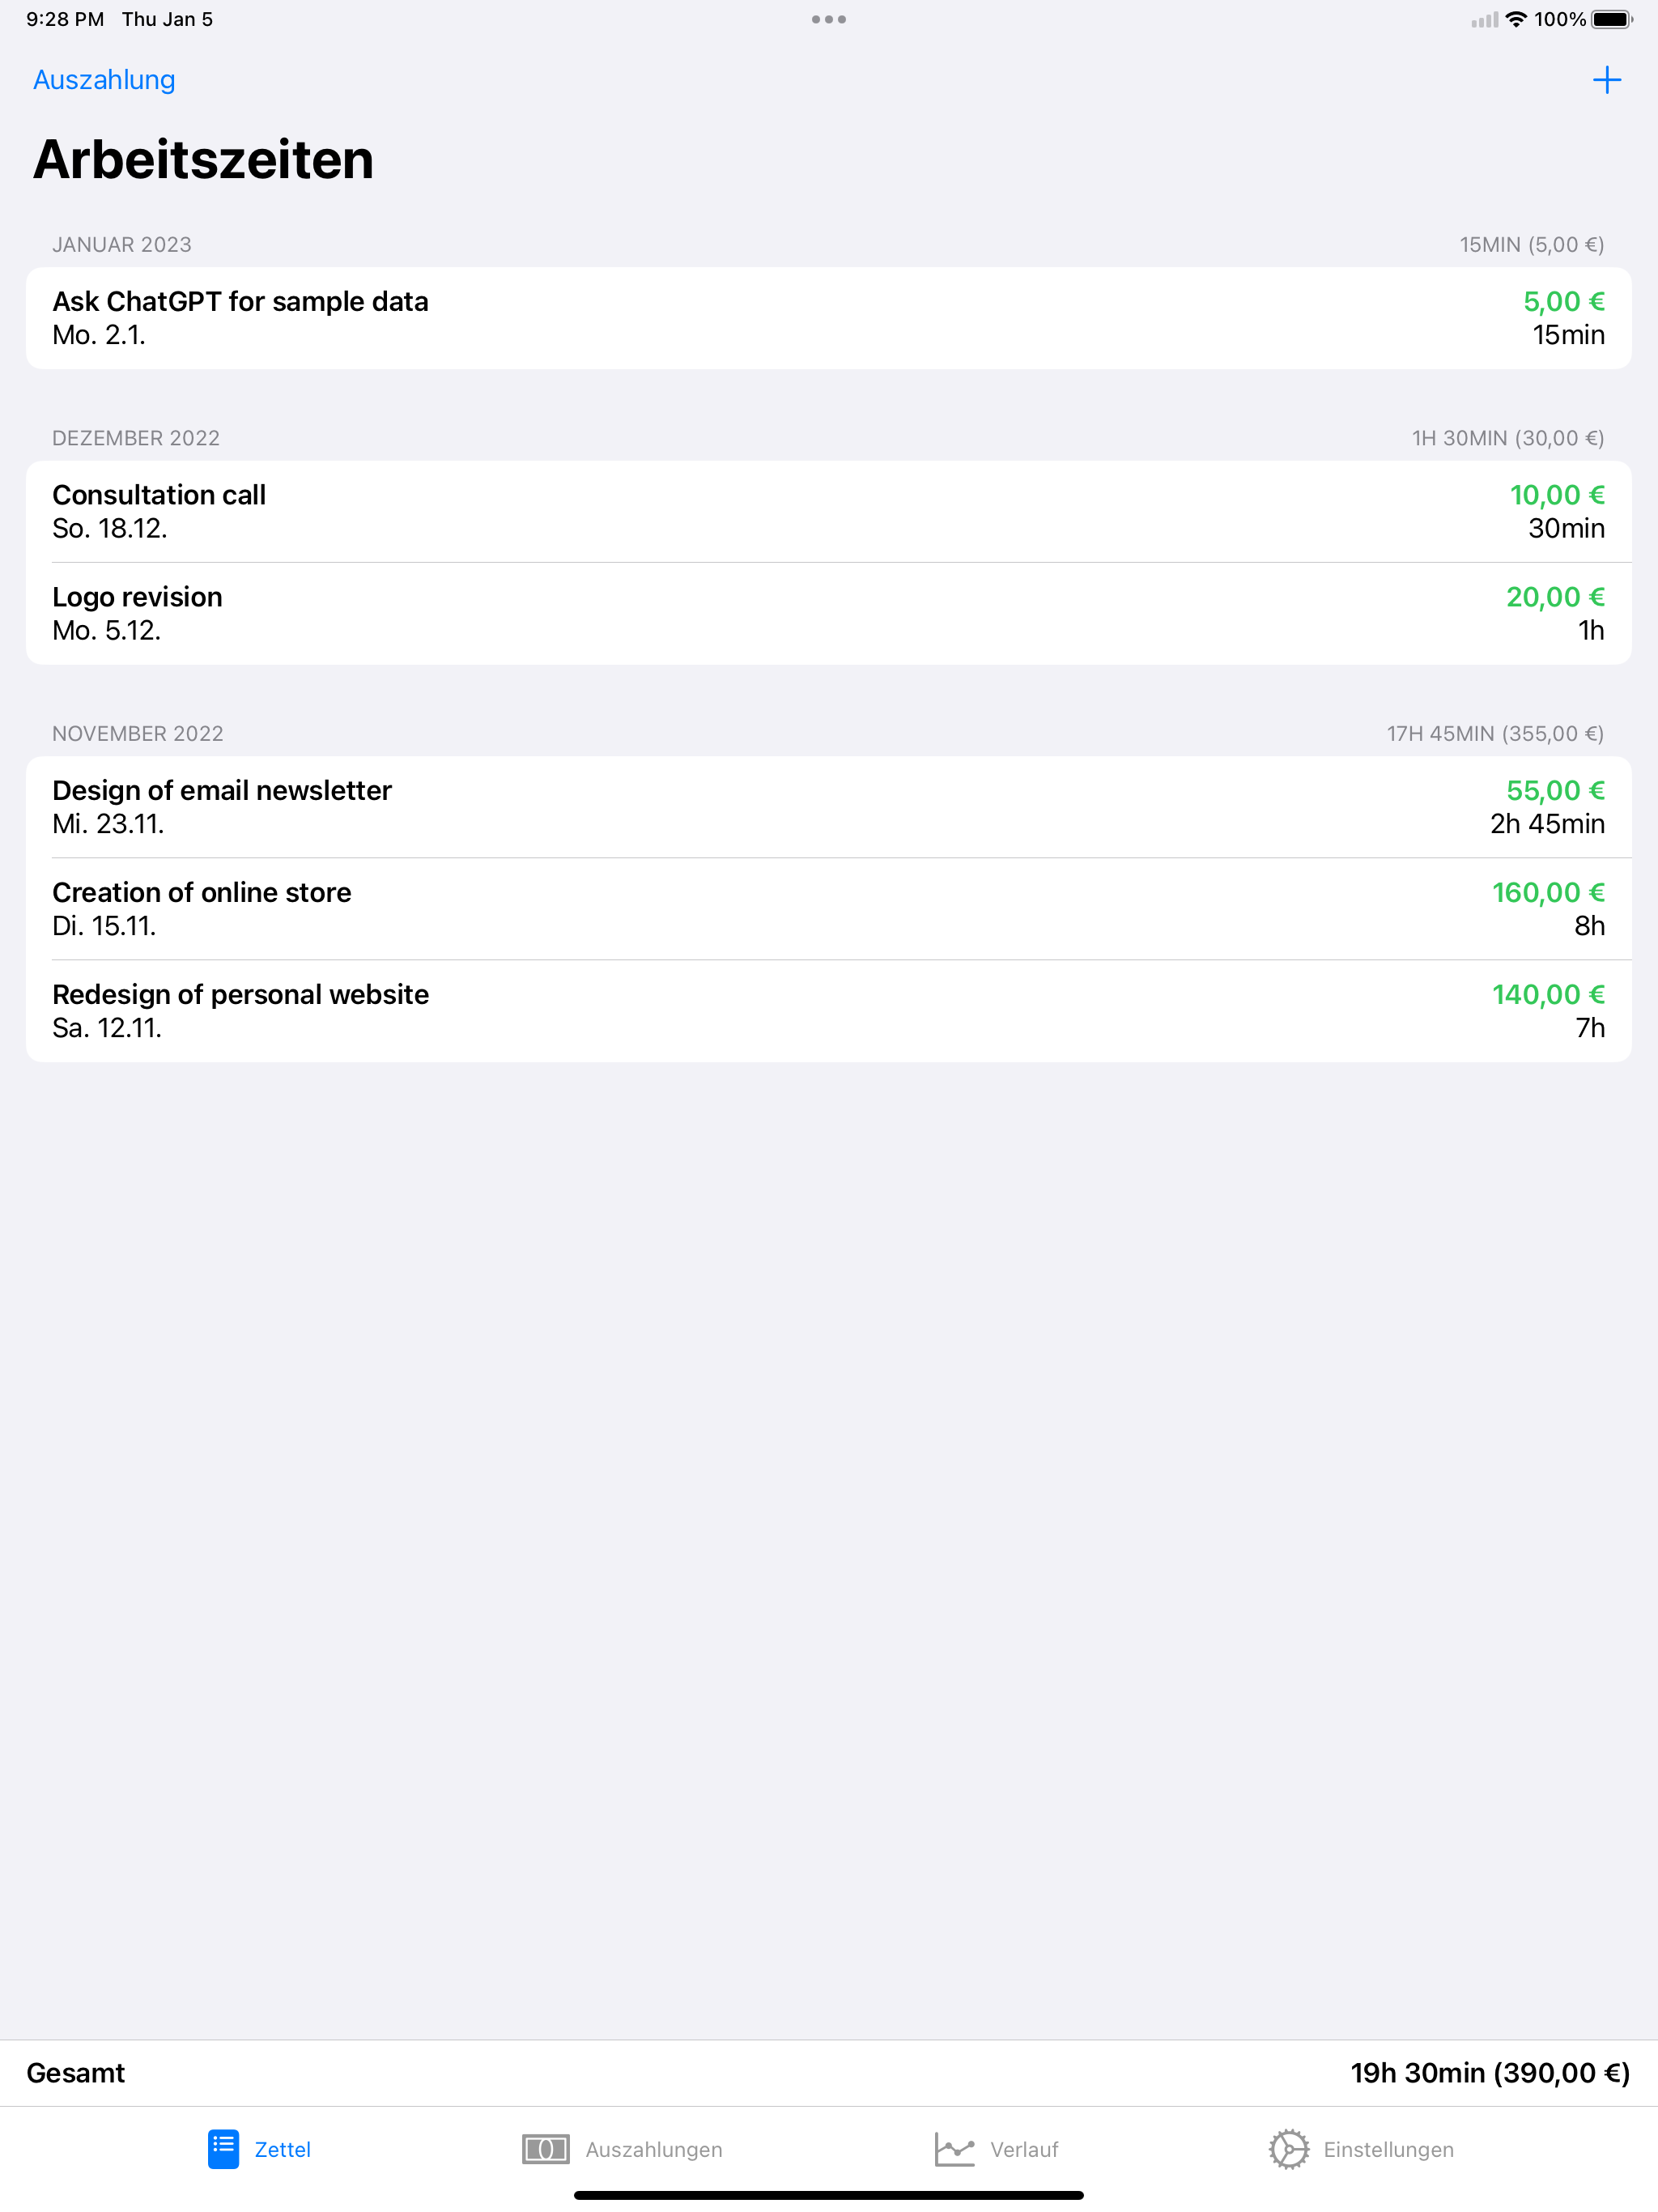 9:28 PM Thu Jan 5 100%
Auszahlung
Arbeitszeiten
JANUAR 2023 15MIN (5,00 €)
Ask ChatGPT for sample data 5,00 €
Mo. 2.1. 15min
DEZEMBER 2022 1H 30MIN (30,00 €)
Consultation call 10,00 €
So. 18.12. 30min
Logo revision 20,00 €
Mo. 5.12. 1h
NOVEMBER 2022 17H 45MIN (355,00 €)
Design of email newsletter 55,00 €
Mi. 23.11. 2h 45min
Creation of online store 160,00 €
Di. 15.11. 8h
Redesign of personal website 140,00 €
Sa. 12.11. 7h
Gesamt 19h 30min (390,00 €)
Zettel Auszahlungen Verlauf Einstellungen